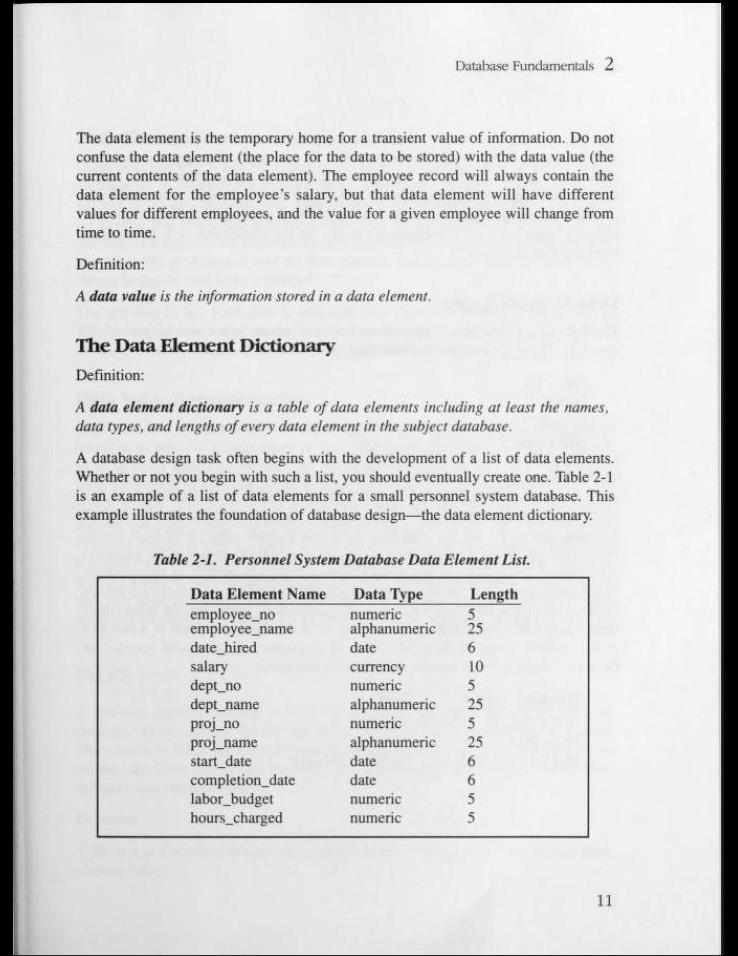 Database Fundamentals 2
The data element is the temporary home for a transient value of information. Do not
confuse the data element (the place for the data to be stored) with the data value (the
current contents of the data element). The employee record will always contain the
data element for the employee's salary, but that data element will have different
values for different employees, and the value for a given employee will change from
time to time.
Definition:
A data value is the information stored in a data element.
The Data Element Dictionary
Definition:
A data element dictionary is a table of data elements including at least the names,
data types, and lengths of every data element in the subject database.
A database design task often begins with the development of a list of data elements.
Whether or not you begin with such a list, you should eventually create one. Table 2-1
is an example of a list of data elements for a small personnel system database. This
example illustrates the foundation of database design—the data element dictionary.
Table 2-1. Personnel System Database Data Element List.
Data Element Name Data Type Length
employee_no numeric 5
employee_name alphanumeric 25
date_hired date 6
salary currency 10
dept_no numeric 5
dept_name alphanumeric 25
proj_no numeric 5
proj_name alphanumeric 25
start_date date 6
completion_date date 6
labor_budget numeric 5
hours_charged numeric 5
11